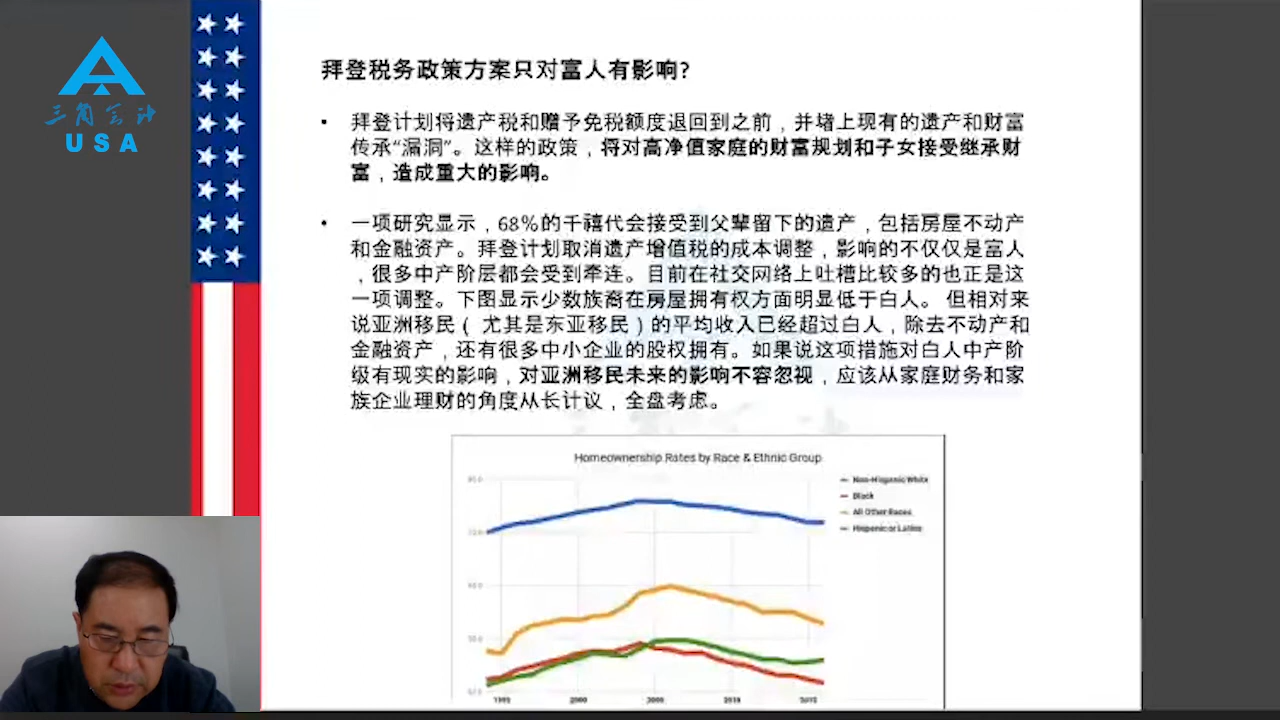 三角会计
USA
拜登税务政策方案只对富人有影响?
• 拜登计划将遗产税和赠予免税额度退回到之前，并堵上现有的遗产和财富
传承“漏洞”。这样的政策，将对高净值家庭的财富规划和子女接受继承财
富，造成重大的影响。
• 一项研究显示，68%的千禧代会接受到父辈留下的遗产，包括房屋不动产
和金融资产。拜登计划取消遗产增值税的成本调整，影响的不仅仅是富人
，很多中产阶层都会受到牵连。目前在社交网络上吐槽比较多的也正是这
一项调整。下图显示少数族裔在房屋拥有权方面明显低于白人。 但相对来
说亚洲移民（ 尤其是东亚移民）的平均收入已经超过白人，除去不动产和
金融资产，还有很多中小企业的股权拥有。如果说这项措施对白人中产阶
级有现实的影响，对亚洲移民未来的影响不容忽视，应该从家庭财务和家
族企业理财的角度从长计议，全盘考虑。
Homeownership Rates by Race & Ethnic Group
Non-Hispanic White
Black
All Other Races
Hispanic or Latino
1995 2000 2005 2010 2015